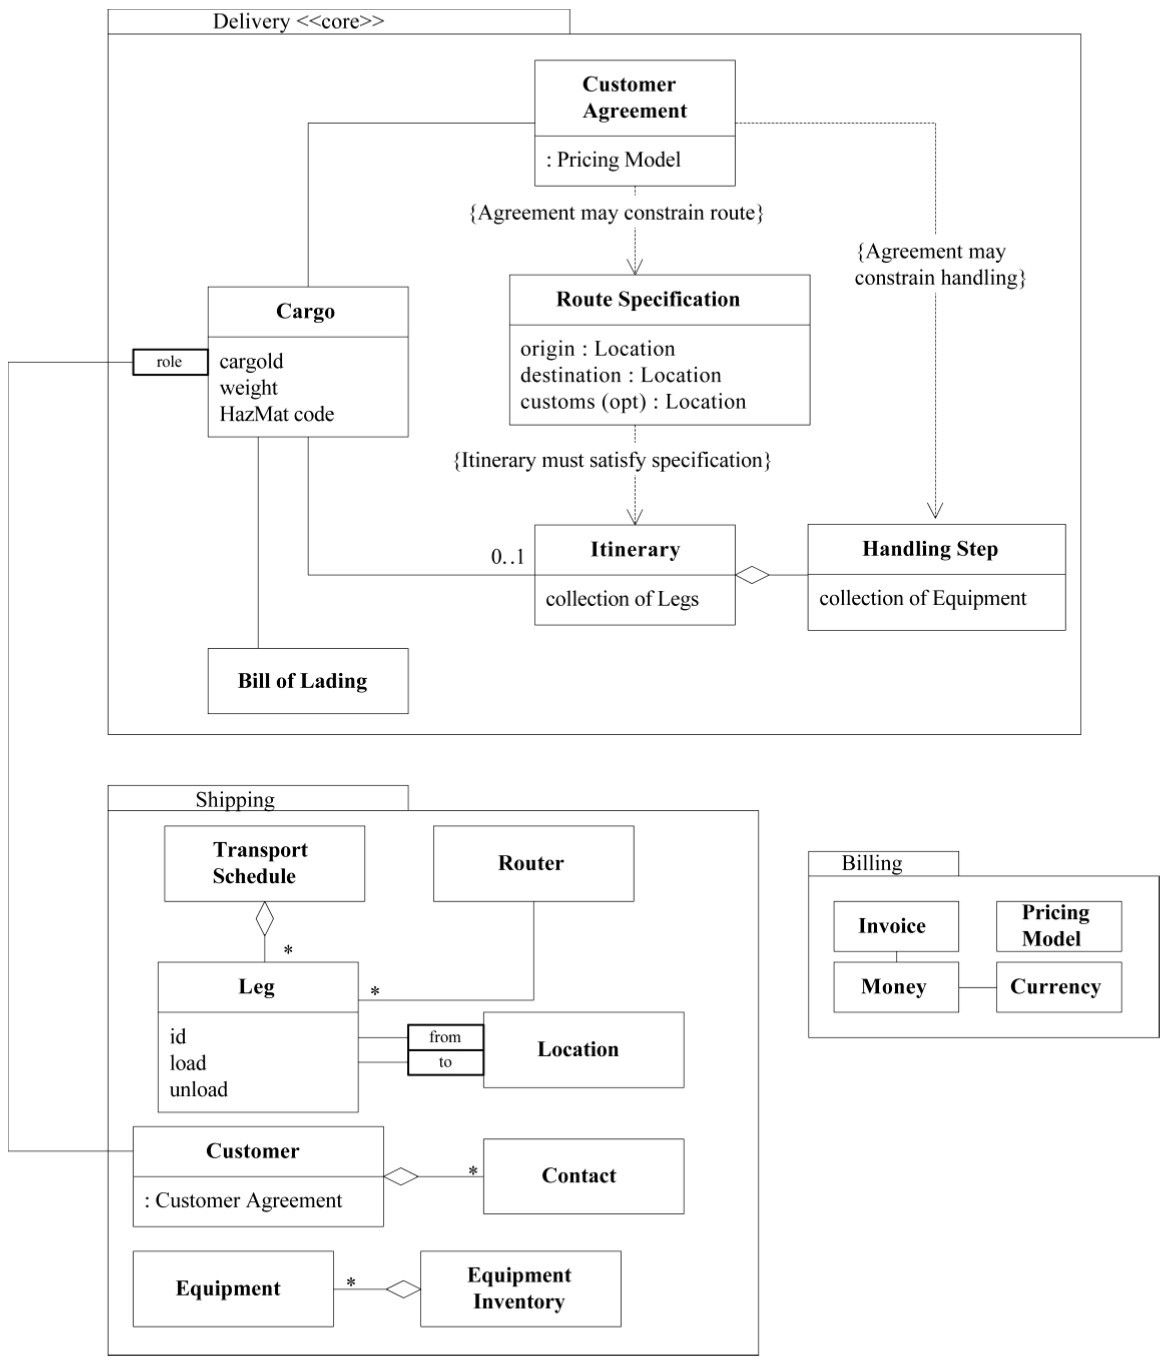 Delivery <<core>>
Customer
Agreement
: Pricing Model
{Agreement may constrain route}
{Agreement may
constrain handling}
Cargo
role
cargold
weight
HazMat code
Route Specification
origin : Location
destination : Location
customs (opt) : Location
{Itinerary must satisfy specification}
0..1
Itinerary
collection of Legs
Handling Step
collection of Equipment
Bill of Lading
Shipping
Transport
Schedule
Router
*
Leg
*
id
load
unload
from
to
Location
Customer
: Customer Agreement
*
Contact
Equipment
*
Equipment
Inventory
Billing
Invoice
Pricing
Model
Money
Currency